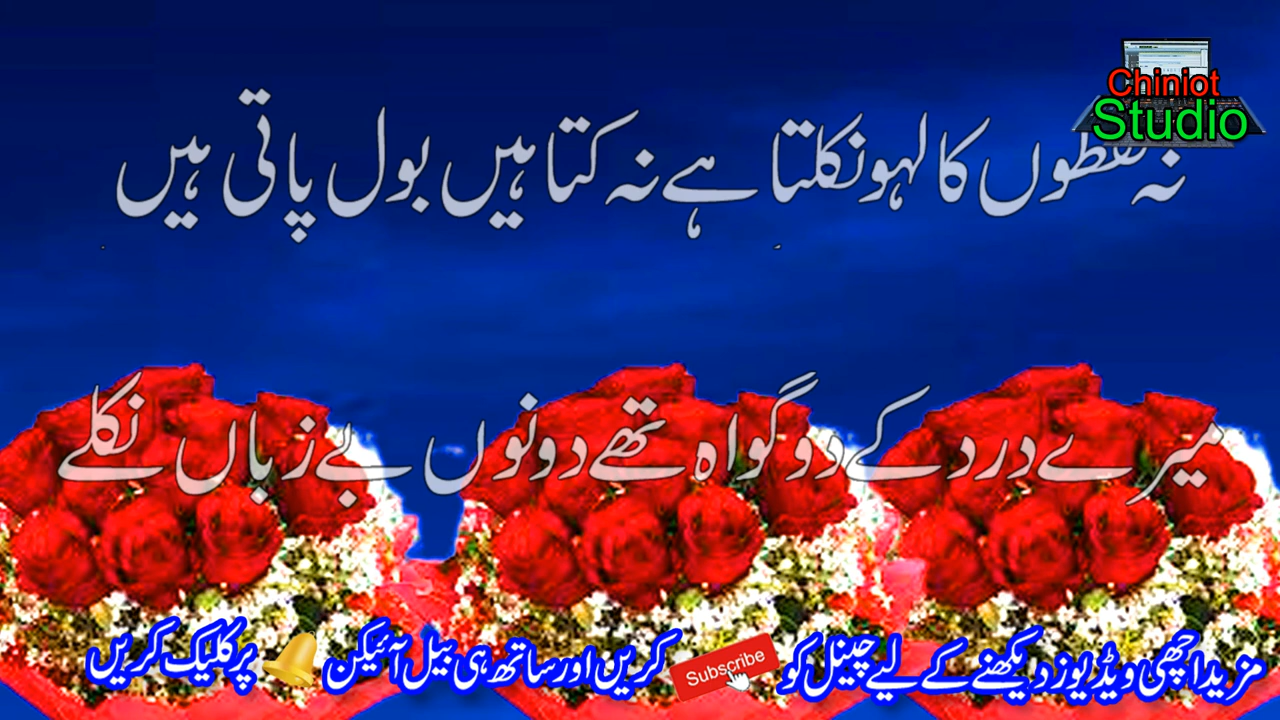 Chiniot
Studio
نہ لفظوں کا لہو نکلتا ہے نہ کتابیں بول پاتی ہیں
میرے درد کے دو گواہ تھے دونوں بے زباں نکلے
مزید اچھی ویڈیوز دیکھنے کے لیے چینل کو Subscribe کرین اور ساتھ ہی بیل آئیکن پر کلیک کریں